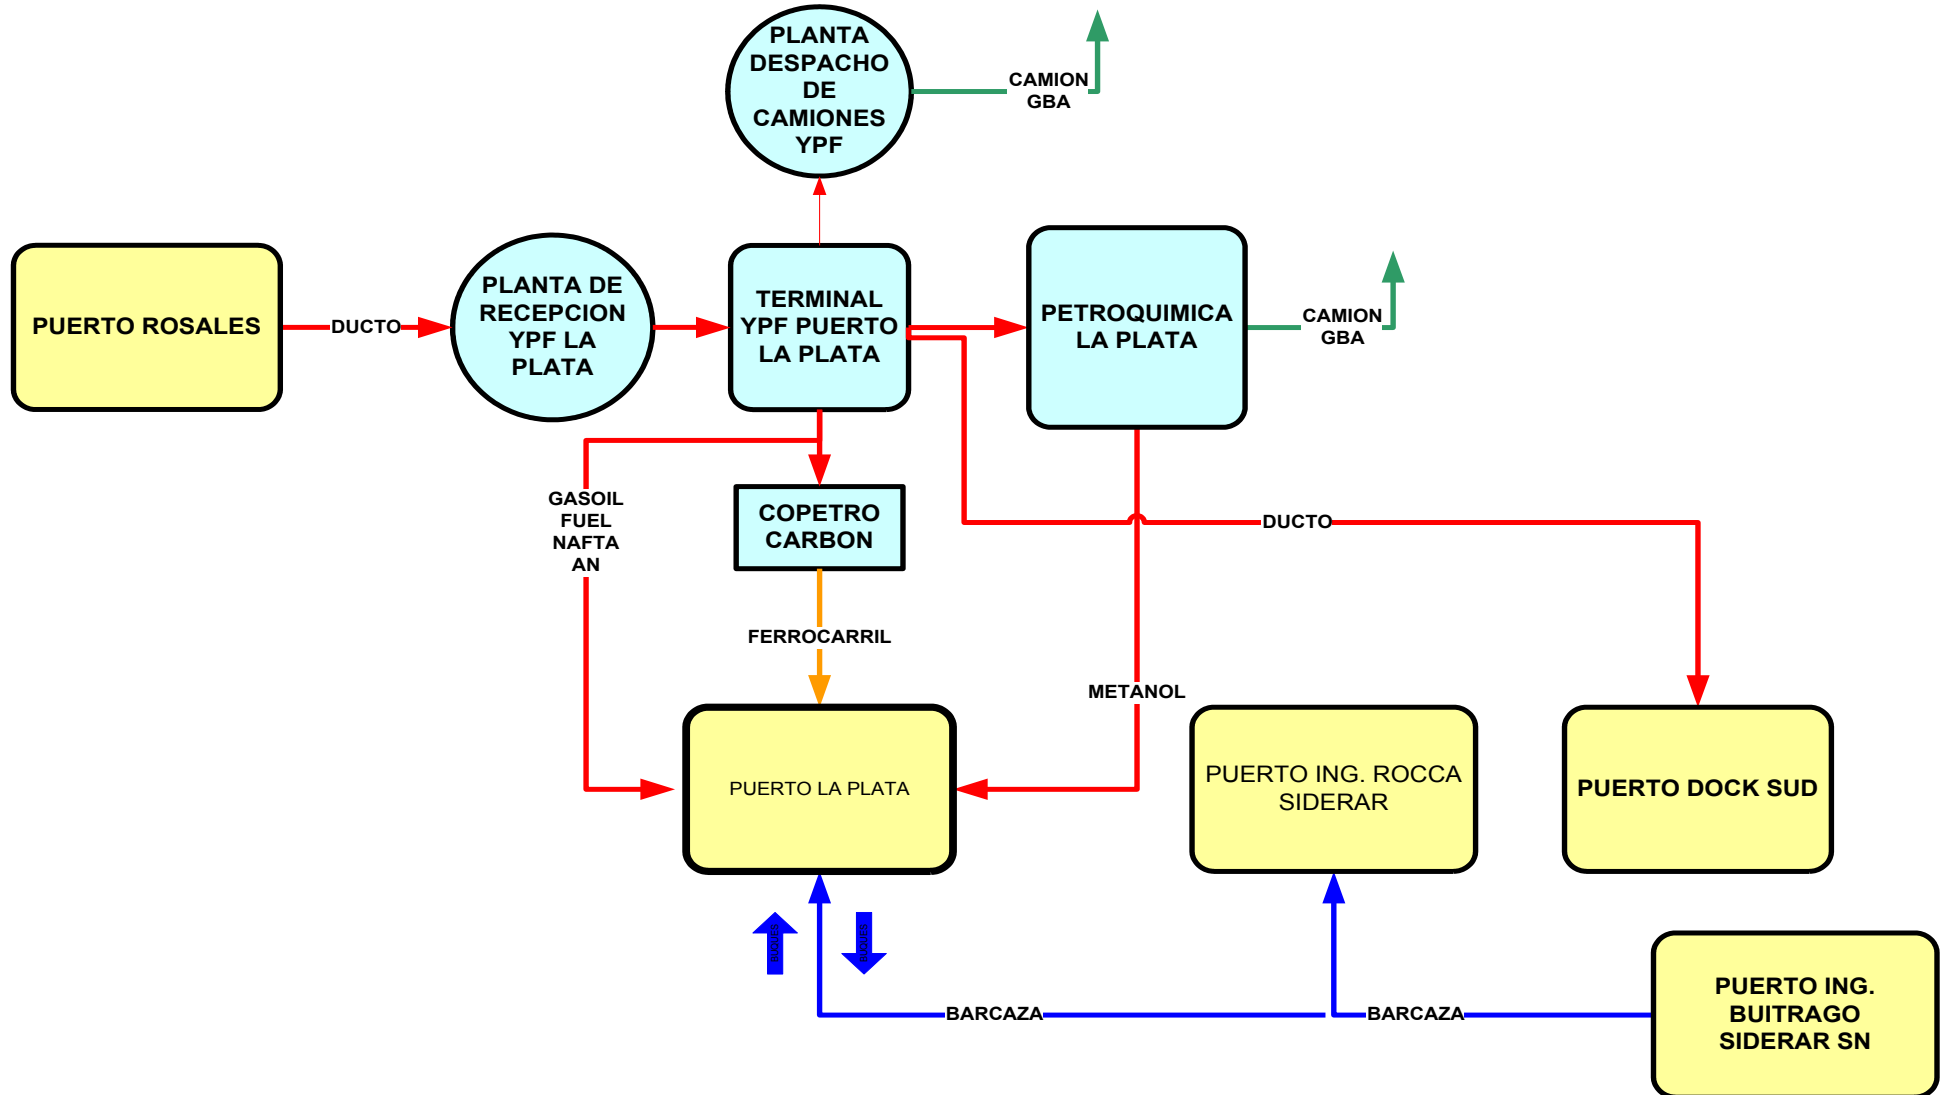 PLANTA
DESPACHO
DE
CAMIONES
YPF
CAMION
GBA
PUERTO ROSALES
DUCTO
PLANTA DE
RECEPCION
YPF LA
PLATA
TERMINAL
YPF PUERTO
LA PLATA
PETROQUIMICA
LA PLATA
CAMION
GBA
GASOIL
FUEL
NAFTA
AN
COPETRO
CARBON
DUCTO
FERROCARRIL
METANOL
PUERTO LA PLATA
PUERTO ING. ROCCA
SIDERAR
PUERTO DOCK SUD
BUQUES
BUQUES
BARCAZA
BARCAZA
PUERTO ING.
BUITRAGO
SIDERAR SN